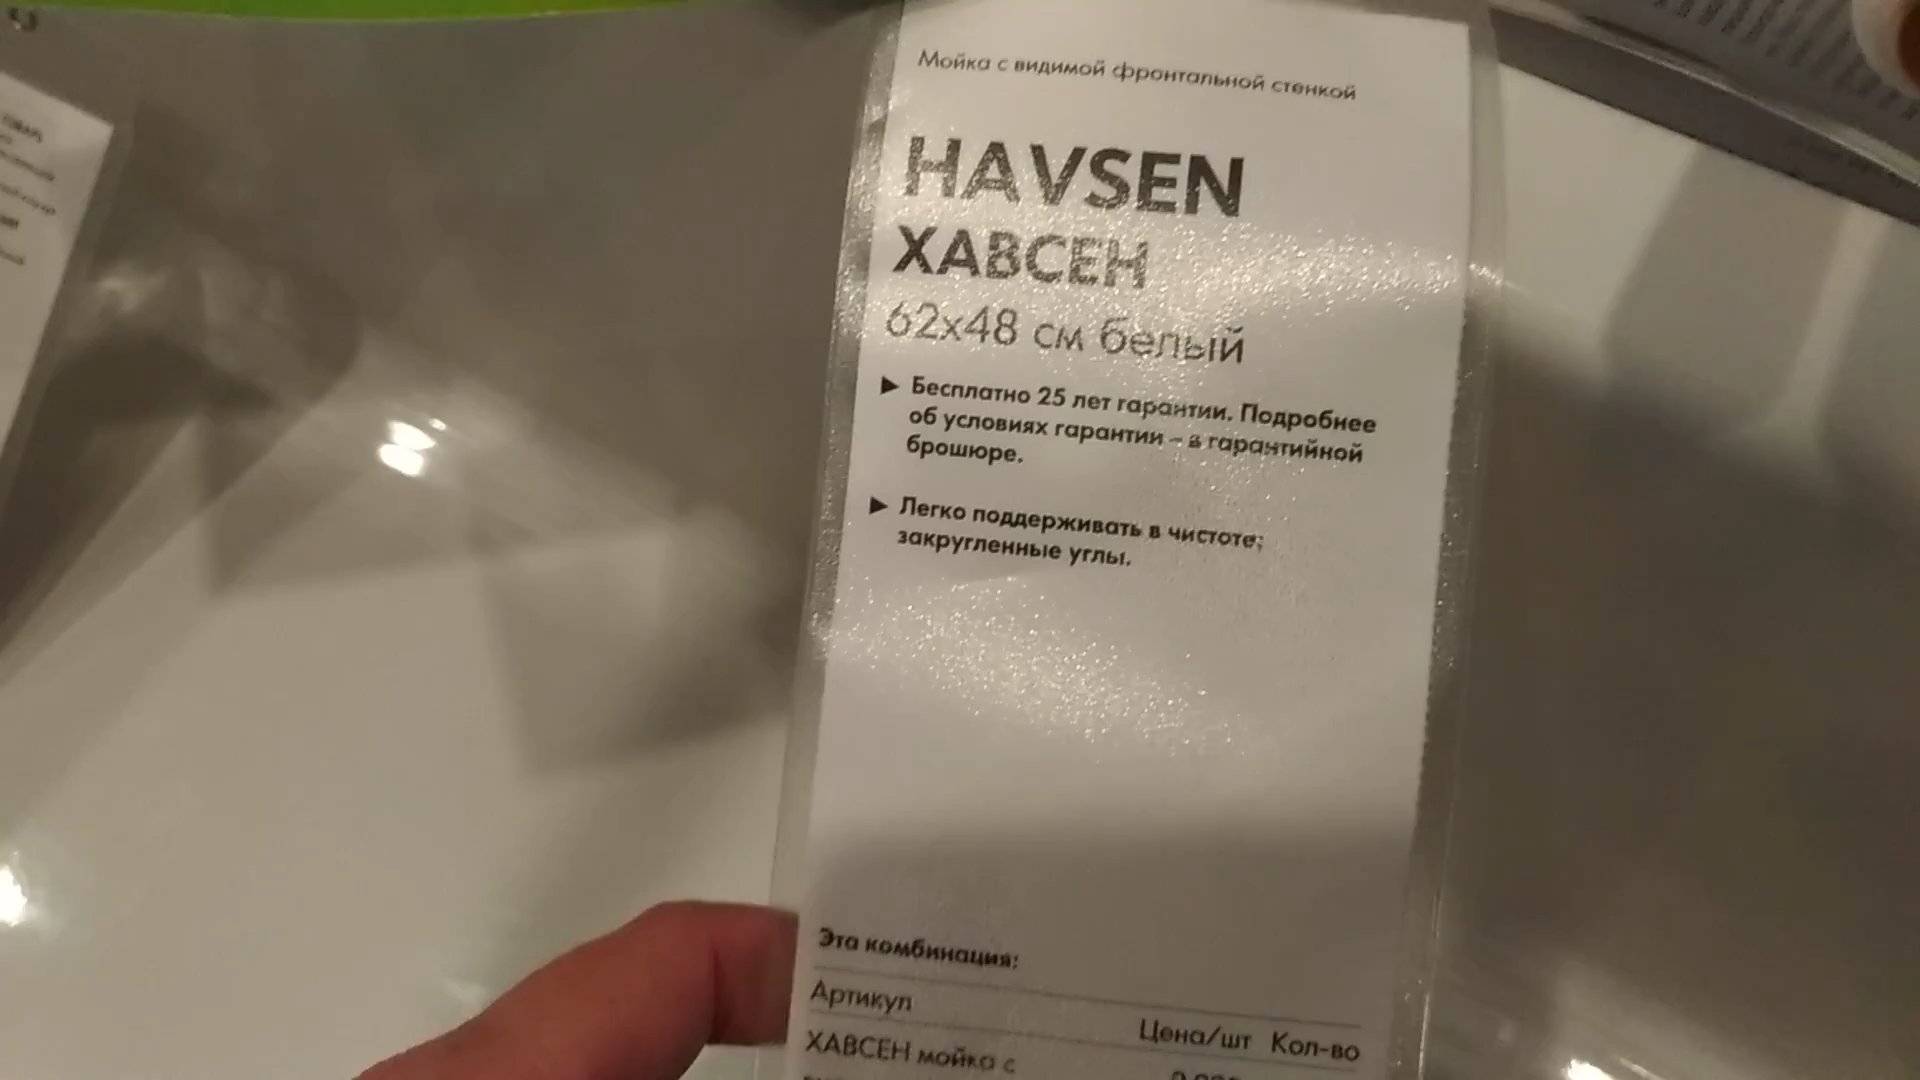 Мойка с видимой фронтальной стенкой
HAVSEN
ХАВСЕН
62x48 см белый
▶ Бесплатно 25 лет гарантии. Подробнее
об условиях гарантии – в гарантийной
брошюре.
▶ Легко поддерживать в чистоте;
закругленные углы.
Эта комбинация:
Артикул
Цена/шт Кол-во
ХАВСЕН мойка с